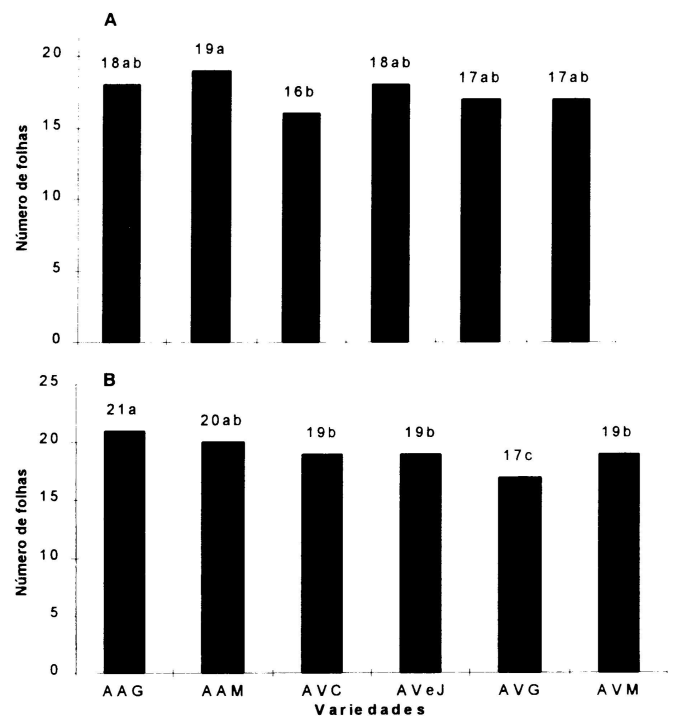 A
Número de folhas
20
15
10
5
0
18ab
19a
16b
18ab
17ab
17ab
B
Número de folhas
25
20
15
10
5
0
21a
20ab
19b
19b
17c
19b
AAG AAM AVC AVeJ AVG AVM
Variedades